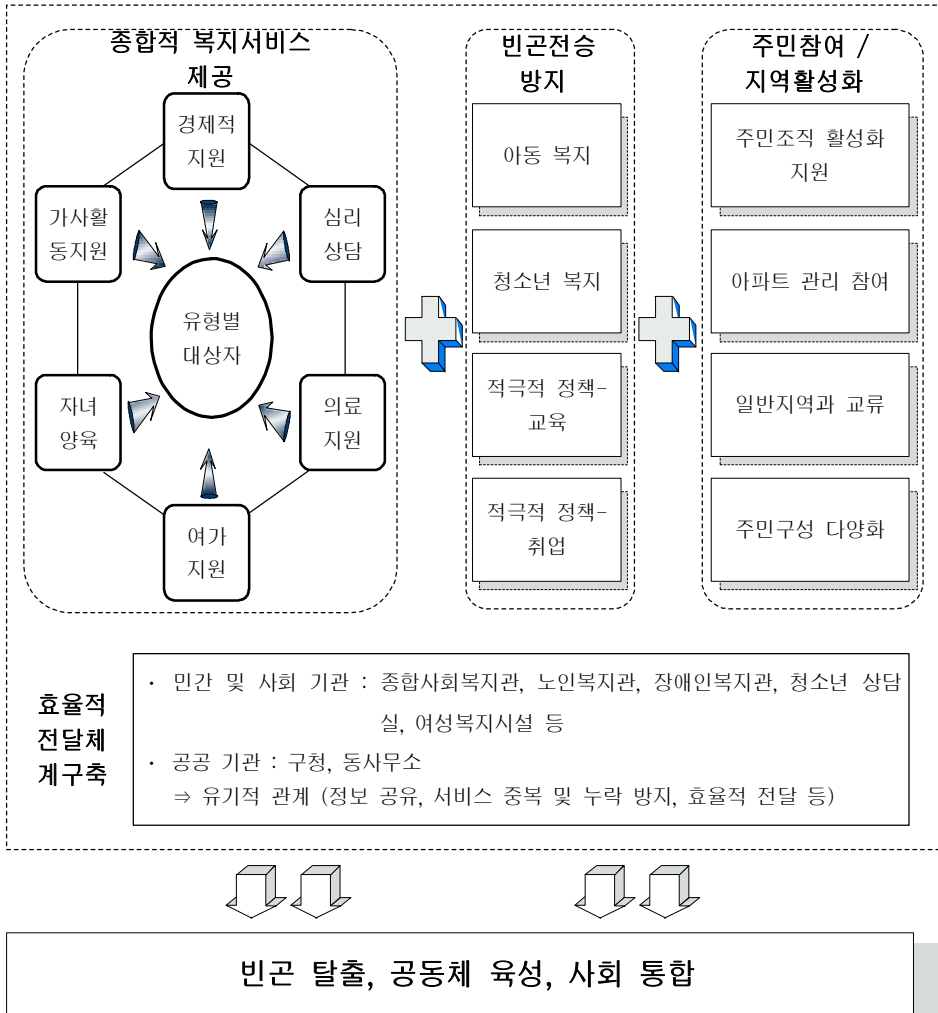 종합적 복지서비스
제공
경제적
지원
가사활
동지원
심리
상담
유형별
대상자
자녀
양육
의료
지원
여가
지원
빈곤전승
방지
아동 복지
청소년 복지
적극적 정책-
교육
적극적 정책-
취업
주민참여 /
지역활성화
주민조직 활성화
지원
아파트 관리 참여
일반지역과 교류
주민구성 다양화
효율적
전달체
계구축
· 민간 및 사회 기관 : 종합사회복지관, 노인복지관, 장애인복지관, 청소년 상담
실, 여성복지시설 등
· 공공 기관 : 구청, 동사무소
⇒ 유기적 관계 (정보 공유, 서비스 중복 및 누락 방지, 효율적 전달 등)
빈곤 탈출, 공동체 육성, 사회 통합